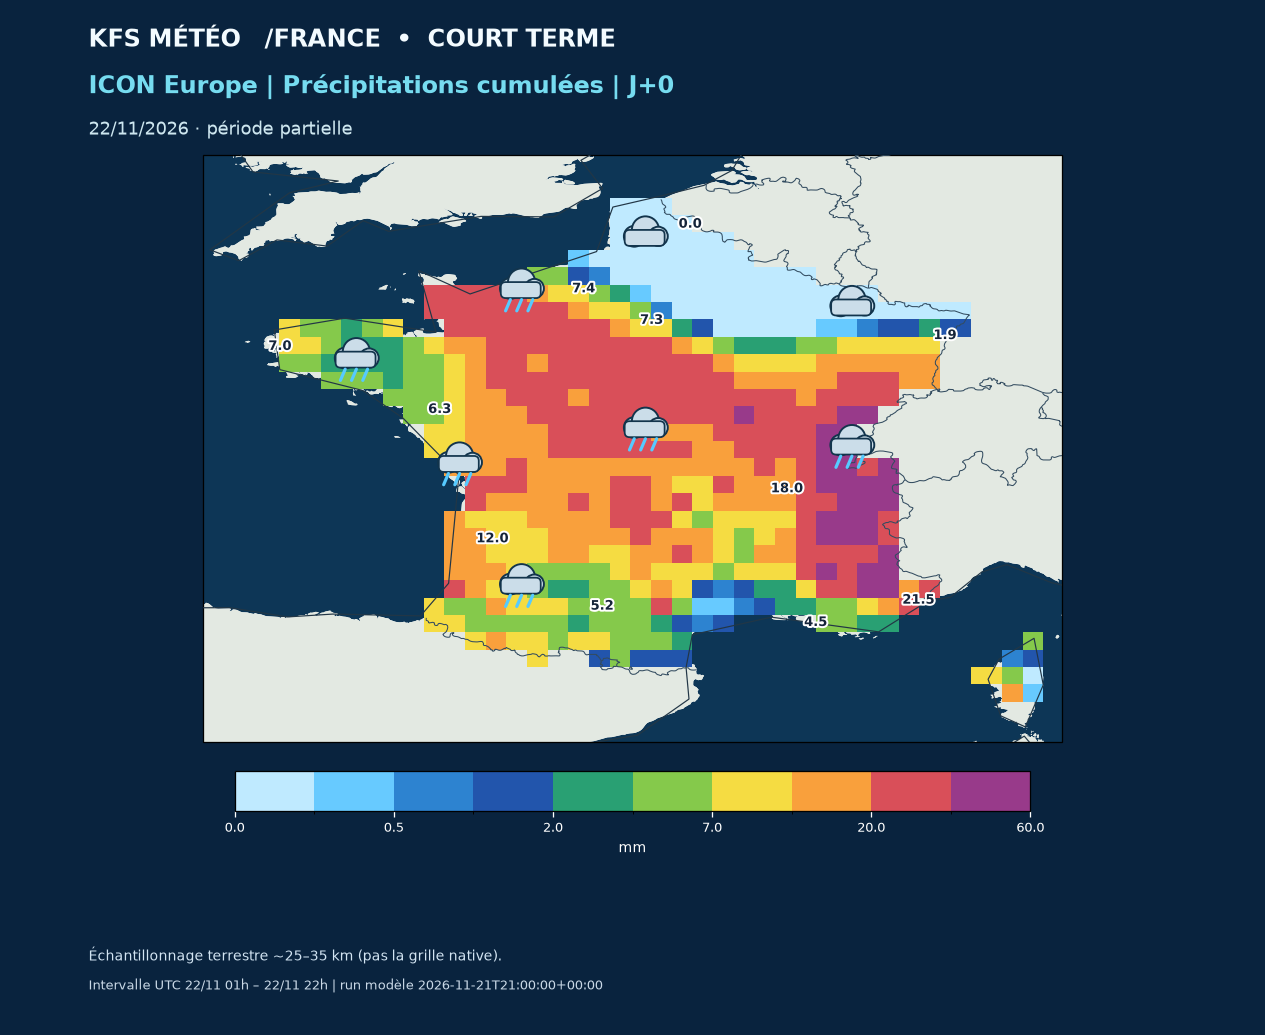 KFS MÉTÉO /FRANCE • COURT TERME
ICON Europe | Précipitations cumulées | J+0
22/11/2026 · période partielle
0.0
7.4
7.3
1.9
7.0
6.3
18.0
12.0
5.2
21.5
4.5
0.0 0.5 2.0 7.0 20.0 60.0
mm
Échantillonnage terrestre ~25–35 km (pas la grille native).
Intervalle UTC 22/11 01h – 22/11 22h | run modèle 2026-11-21T21:00:00+00:00